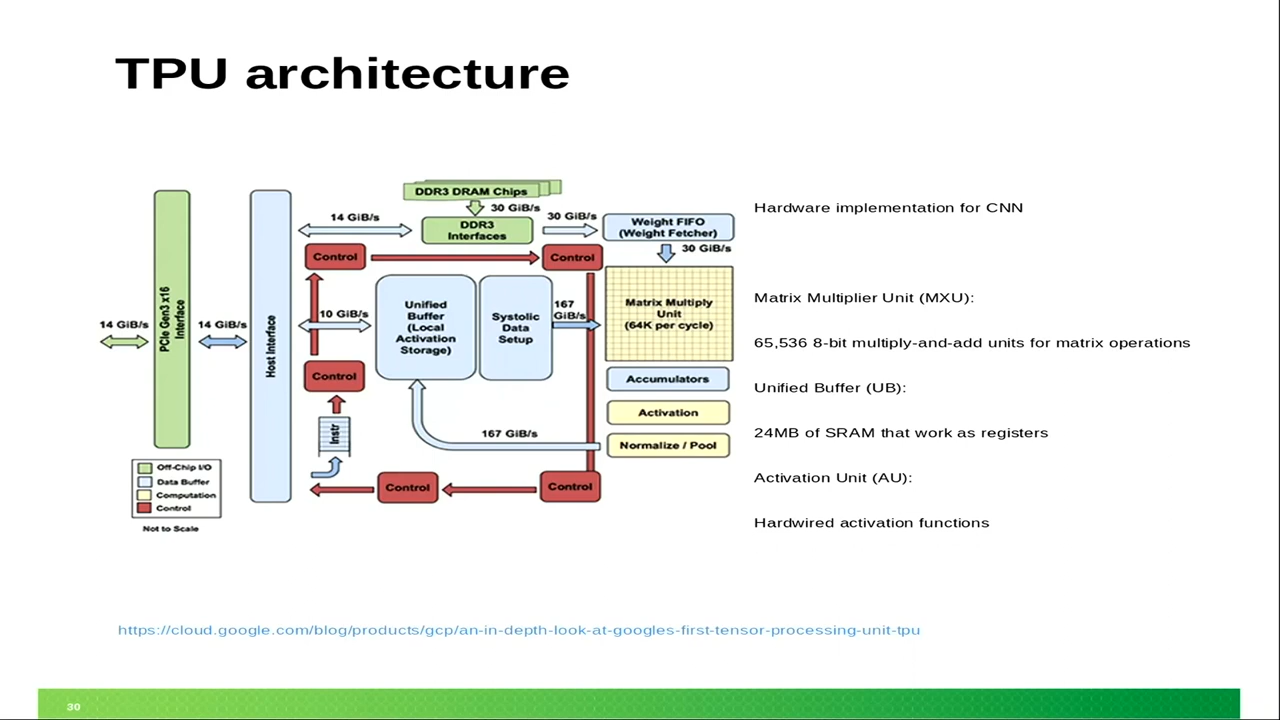 TPU architecture
DDR3 DRAM Chips
14 GiB/s
30 GiB/s
30 GiB/s
DDR3
Interfaces
Weight FIFO
(Weight Fetcher)
30 GiB/s
Control
Control
PCIe Gen3 x16
Interface
Host Interface
14 GiB/s
14 GiB/s
10 GiB/s
Unified
Buffer
(Local
Activation
Storage)
Systolic
Data
Setup
167
GiB/s
Matrix Multiply
Unit
(64K per cycle)
Control
Accumulators
Activation
Instr
167 GiB/s
Normalize / Pool
Control
Control
Off-Chip I/O
Data Buffer
Computation
Control
Not to Scale
Hardware implementation for CNN
Matrix Multiplier Unit (MXU):
65,536 8-bit multiply-and-add units for matrix operations
Unified Buffer (UB):
24MB of SRAM that work as registers
Activation Unit (AU):
Hardwired activation functions
https://cloud.google.com/blog/products/gcp/an-in-depth-look-at-googles-first-tensor-processing-unit-tpu
30